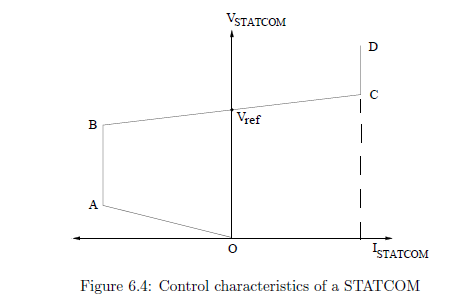 VSTATCOM
D
C
Vref
B
A
O
ISTATCOM
Figure 6.4: Control characteristics of a STATCOM